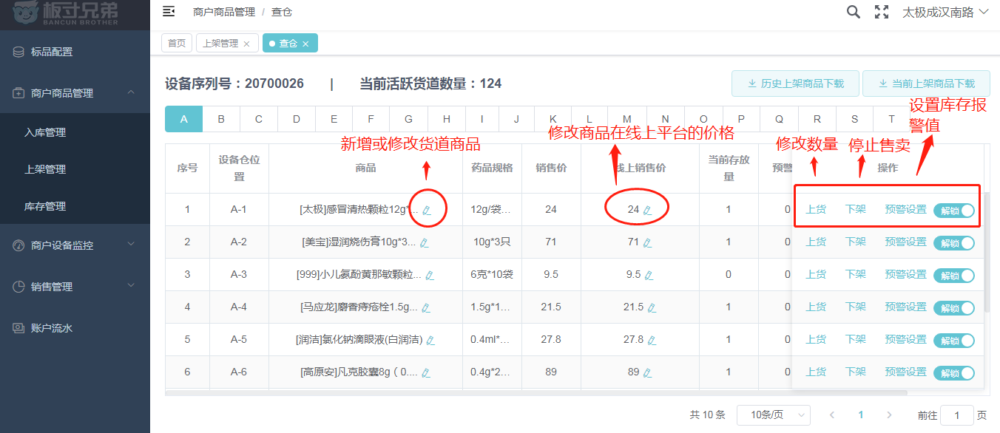 板寸兄弟
BANCUN BROTHER
商户商品管理 / 查仓
太极成汉南路
首页 上架管理 × 查仓 ×
标品配置
商户商品管理
入库管理
上架管理
库存管理
商户设备监控
销售管理
账户流水
设备序列号：20700026 | 当前活跃货道数量：124
历史上架商品下载 当前上架商品下载
A B C D E F G H I J K L M N O P Q R S T
新增或修改货道商品
修改商品在线上平台的价格
修改数量
停止售卖
设置库存报
警值
序号 设备仓位置 商品 药品规格 销售价 线上销售价 当前存放量 预警 操作
1 A-1 [太极]感冒清热颗粒12g*... 12g/袋... 24 24 1 0 上货 下架 预警设置 解锁
2 A-2 [美宝]湿润烧伤膏10g*3... 10g*3只 71 71 1 0 上货 下架 预警设置 解锁
3 A-3 [999]小儿氨酚黄那敏颗粒... 6克*10袋 9.5 9.5 0 0 上货 下架 预警设置 解锁
4 A-4 [马应龙]麝香痔疮栓1.5g... 1.5g*1... 21.5 21.5 1 0 上货 下架 预警设置 解锁
5 A-5 [润洁]氯化钠滴眼液(白润洁) 0.4ml*... 27.8 27.8 1 0 上货 下架 预警设置 解锁
6 A-6 [高原安]凡克胶囊8g（0.... 0.4g*2... 89 89 1 0 上货 下架 预警设置 解锁
共 10 条 10条/页 < 1 > 前往 1 页